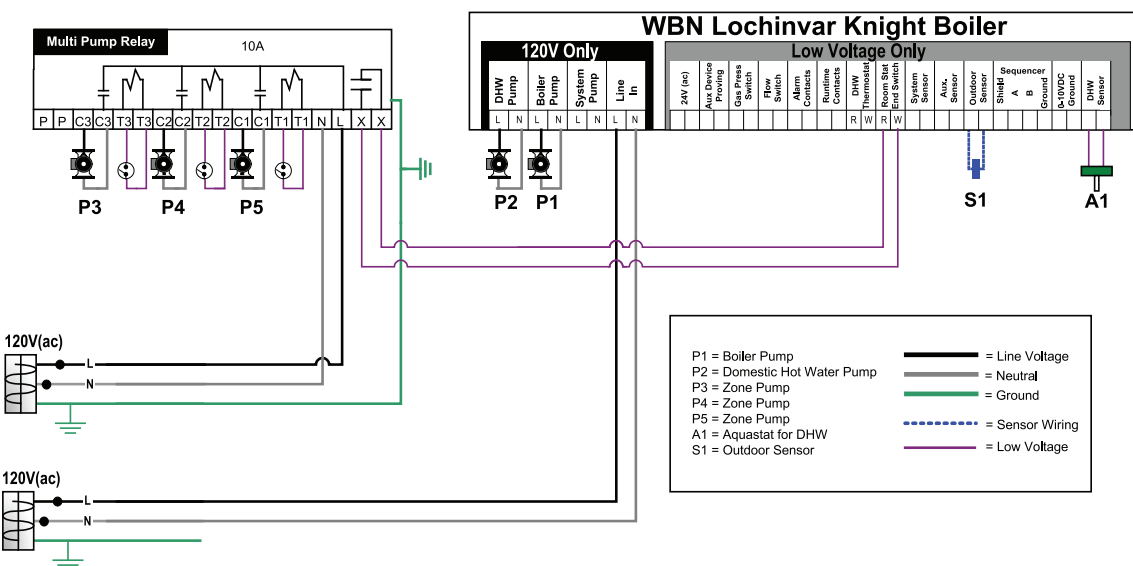 WBN Lochinvar Knight Boiler
Multi Pump Relay
10A
120V Only
Low Voltage Only
DHW
Pump
Boiler
Pump
System
Pump
Line
In
24V (ac)
Aux Device
Proving
Gas Press
Switch
Flow
Switch
Alarm
Contacts
Runtime
Contacts
DHW
Thermostat
Room Stat
End Switch
System
Sensor
Aux.
Sensor
Outdoor
Sensor
Sequencer
Shield
A
B
Ground
0-10VDC
Ground
DHW
Sensor
P P C3 C3 T3 T3 C2 C2 T2 T2 C1 C1 T1 T1 N L X X
L N L N L N L N
R W R W
P3 P4 P5
P2 P1
S1
A1
120V(ac)
L
N
120V(ac)
L
N
P1 = Boiler Pump
P2 = Domestic Hot Water Pump
P3 = Zone Pump
P4 = Zone Pump
P5 = Zone Pump
A1 = Aquastat for DHW
S1 = Outdoor Sensor
= Line Voltage
= Neutral
= Ground
= Sensor Wiring
= Low Voltage